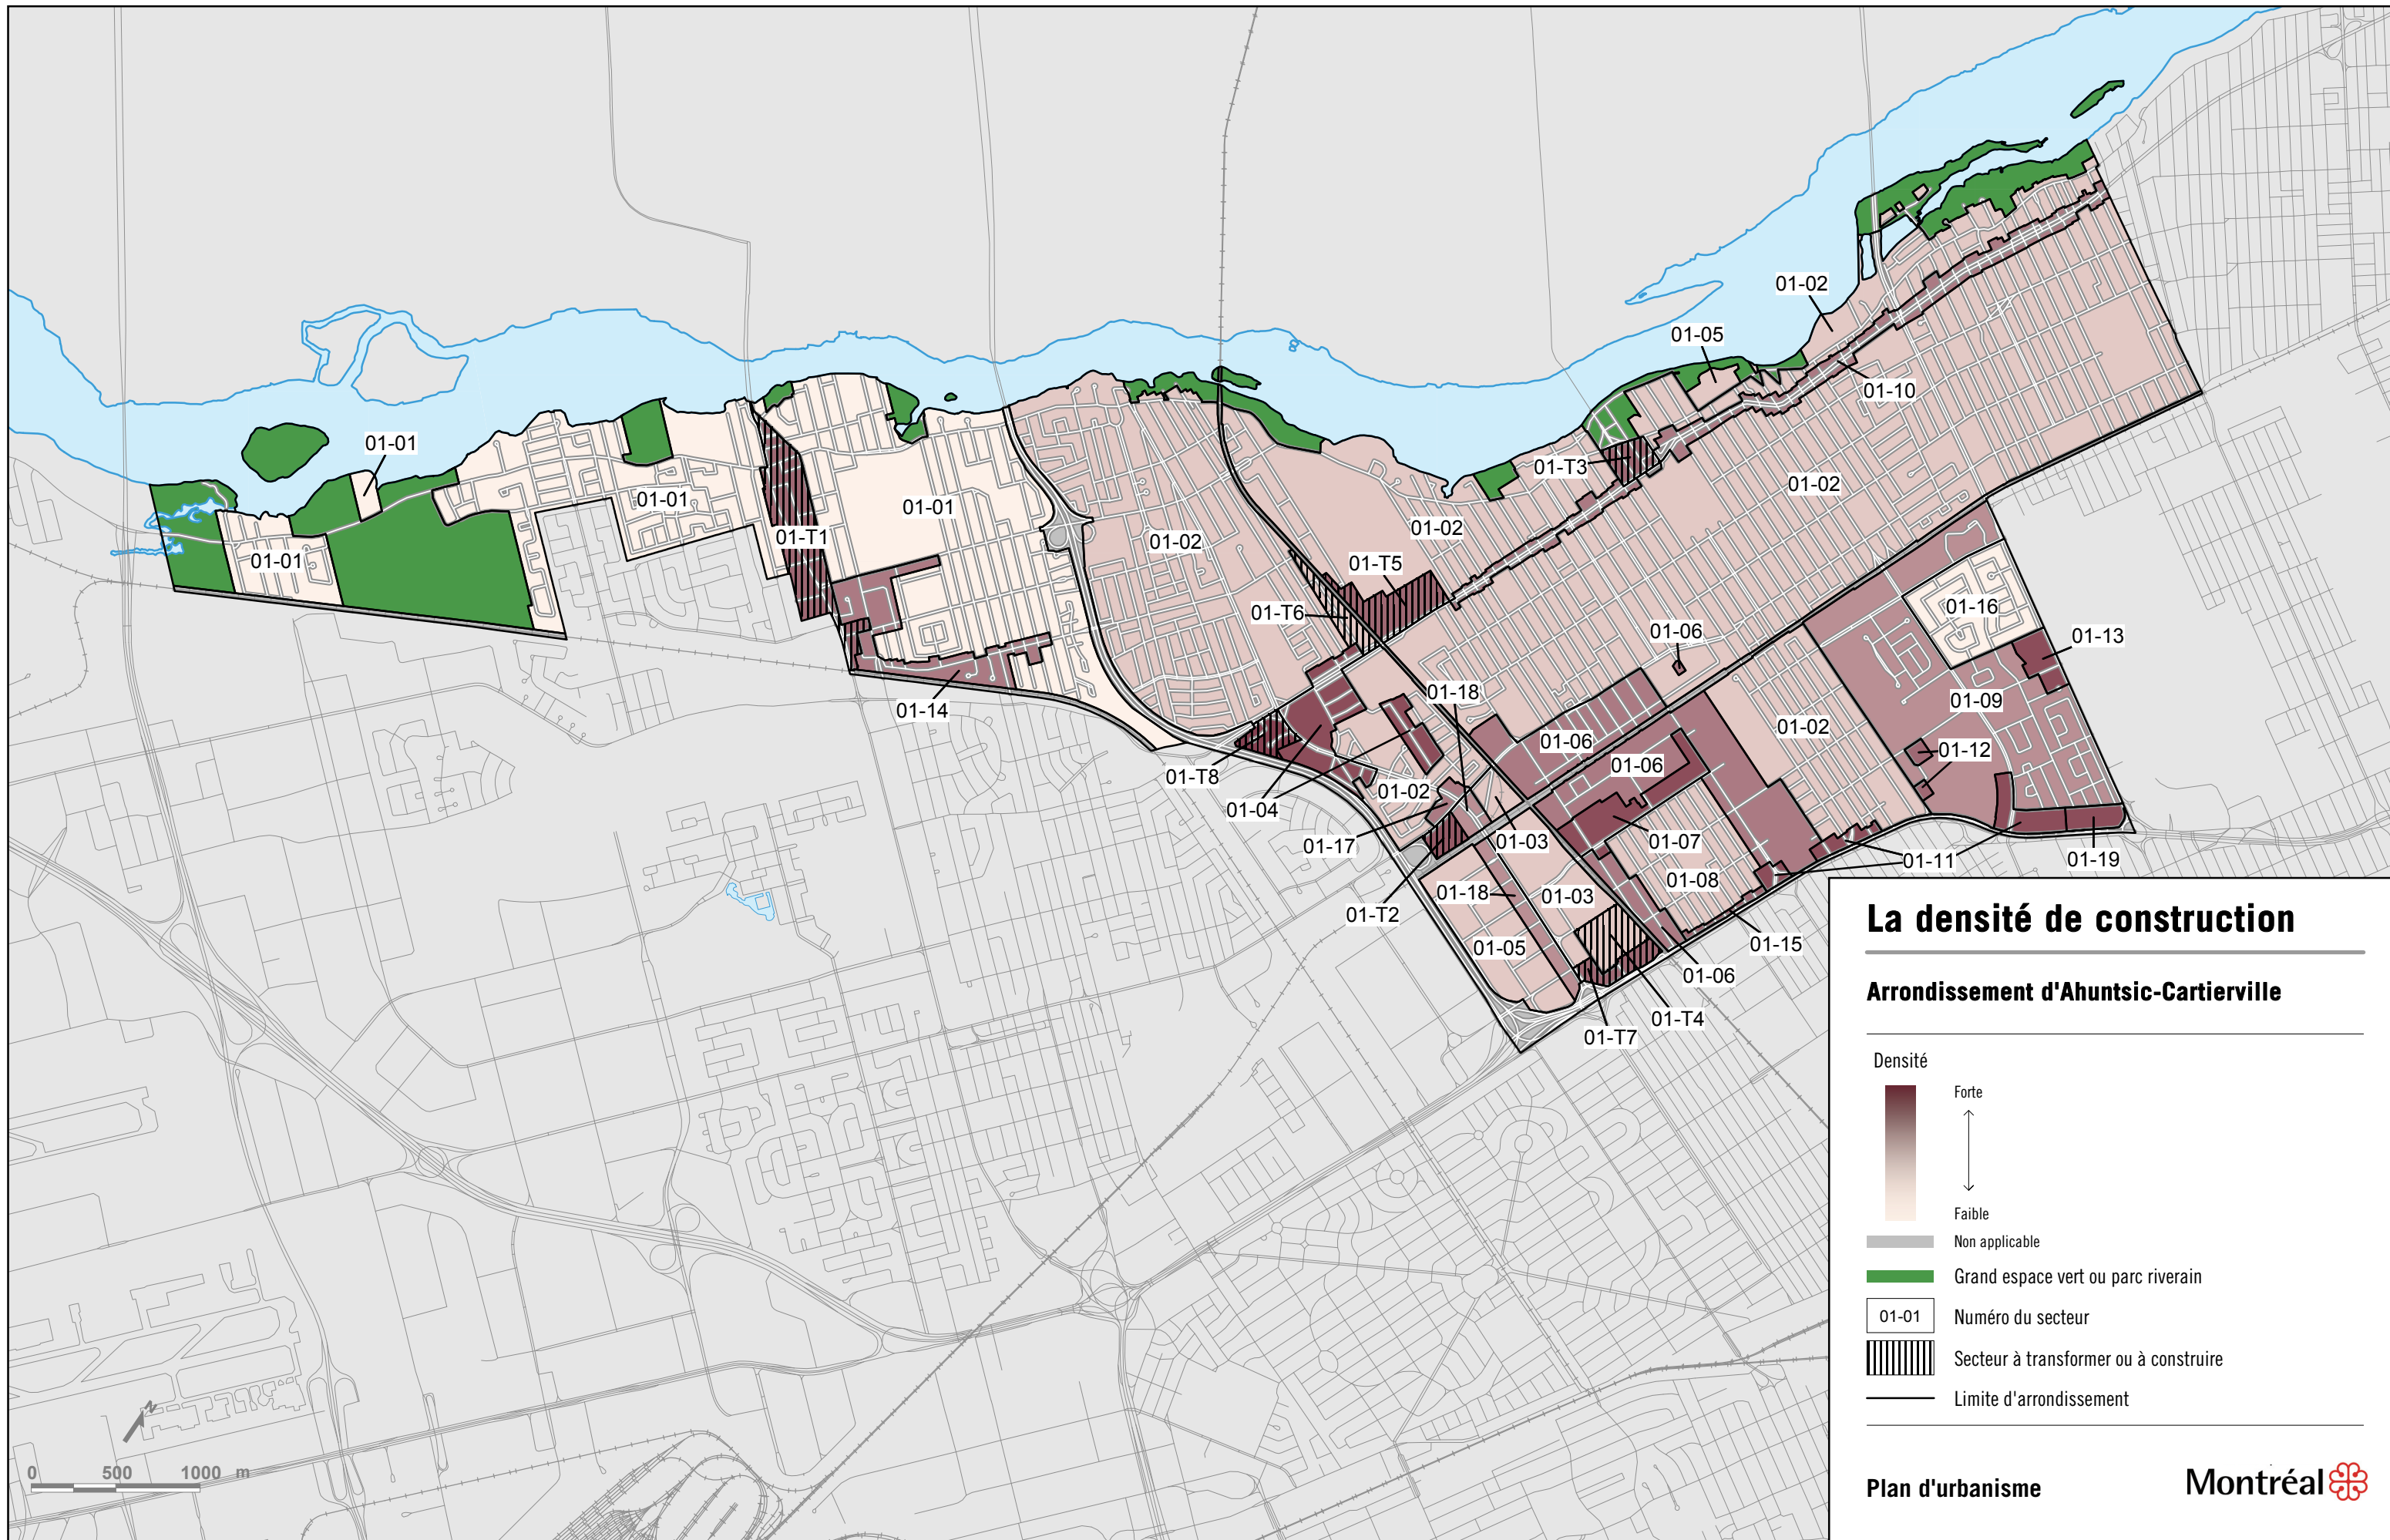 01-02
01-05
01-10
01-01
01-T3
01-02
01-01
01-01
01-02
01-02
01-T1
01-01
01-T5
01-16
01-T6
01-06
01-13
01-18
01-09
01-14
01-02
01-06
01-12
01-06
01-T8
01-02
01-04
01-03
01-07
01-17
01-11
01-19
01-08
01-18
01-03
01-T2
01-15
01-05
01-06
01-T4
01-T7
La densité de construction
Arrondissement d'Ahuntsic-Cartierville
Densité
Forte
Faible
Non applicable
Grand espace vert ou parc riverain
01-01 Numéro du secteur
Secteur à transformer ou à construire
Limite d'arrondissement
Plan d'urbanisme
Montréal
N
0 500 1000 m